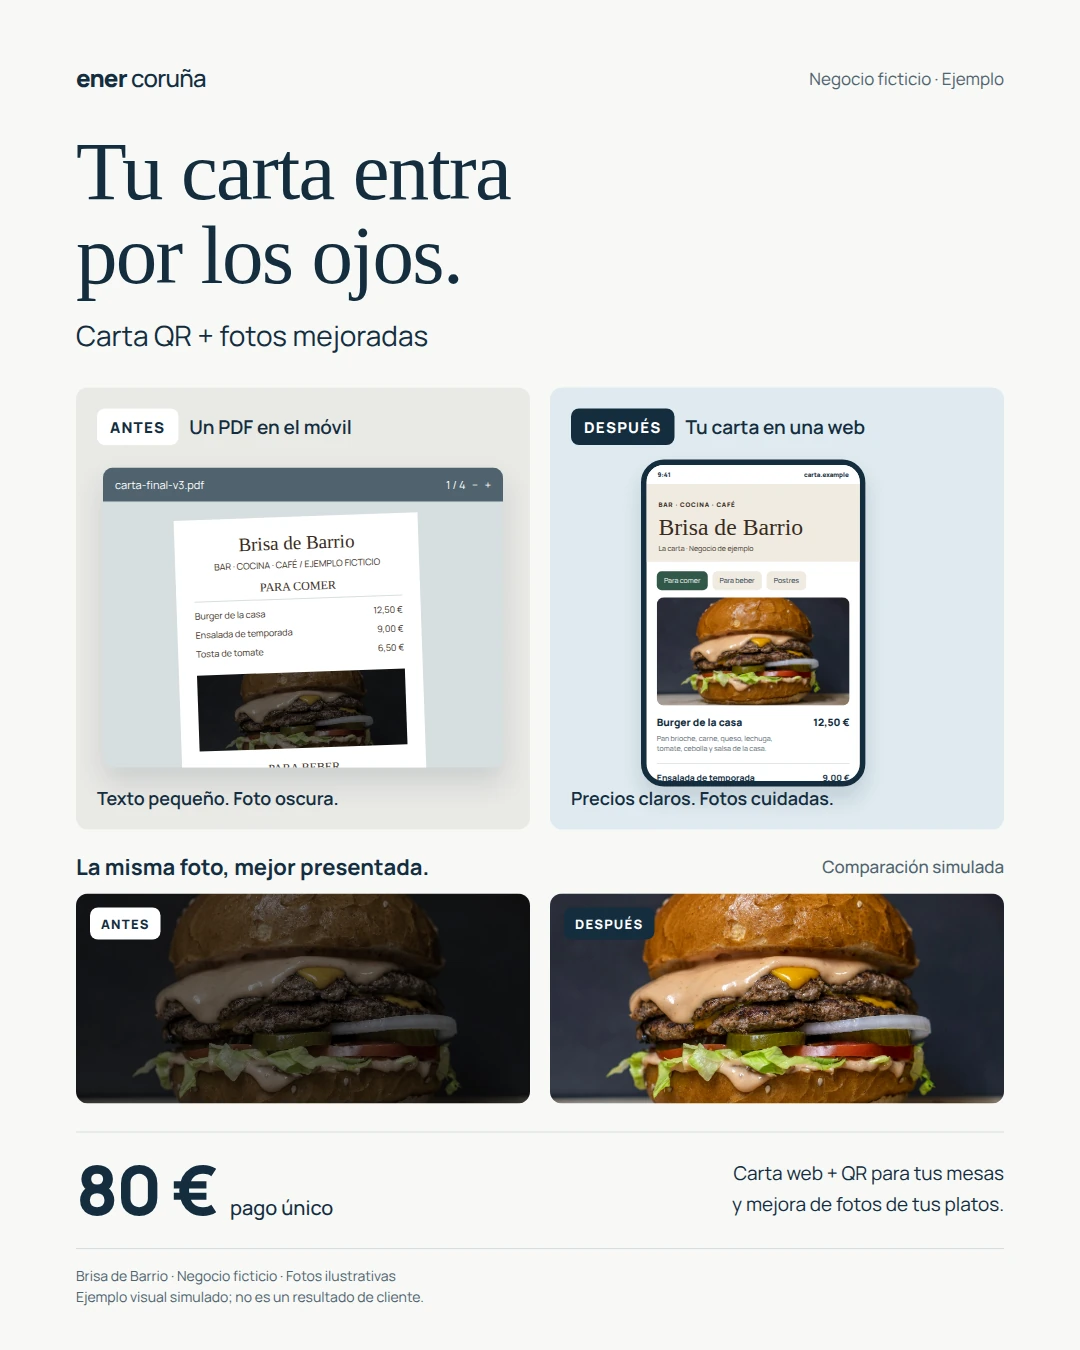 ener coruña
Negocio ficticio · Ejemplo
Tu carta entra
por los ojos.
Carta QR + fotos mejoradas
ANTES Un PDF en el móvil
carta-final-v3.pdf 1 / 4 − +
Brisa de Barrio
BAR · COCINA · CAFÉ / EJEMPLO FICTICIO
PARA COMER
Burger de la casa 12,50 €
Ensalada de temporada 9,00 €
Tosta de tomate 6,50 €
PARA BEBER
Texto pequeño. Foto oscura.
DESPUÉS Tu carta en una web
9:41 carta.example
BAR · COCINA · CAFÉ
Brisa de Barrio
La carta · Negocio de ejemplo
Para comer Para beber Postres
Burger de la casa 12,50 €
Pan brioche, carne, queso, lechuga,
tomate, cebolla y salsa de la casa.
Ensalada de temporada 9,00 €
Precios claros. Fotos cuidadas.
La misma foto, mejor presentada.
Comparación simulada
ANTES
DESPUÉS
80 € pago único
Carta web + QR para tus mesas
y mejora de fotos de tus platos.
Brisa de Barrio · Negocio ficticio · Fotos ilustrativas
Ejemplo visual simulado; no es un resultado de cliente.